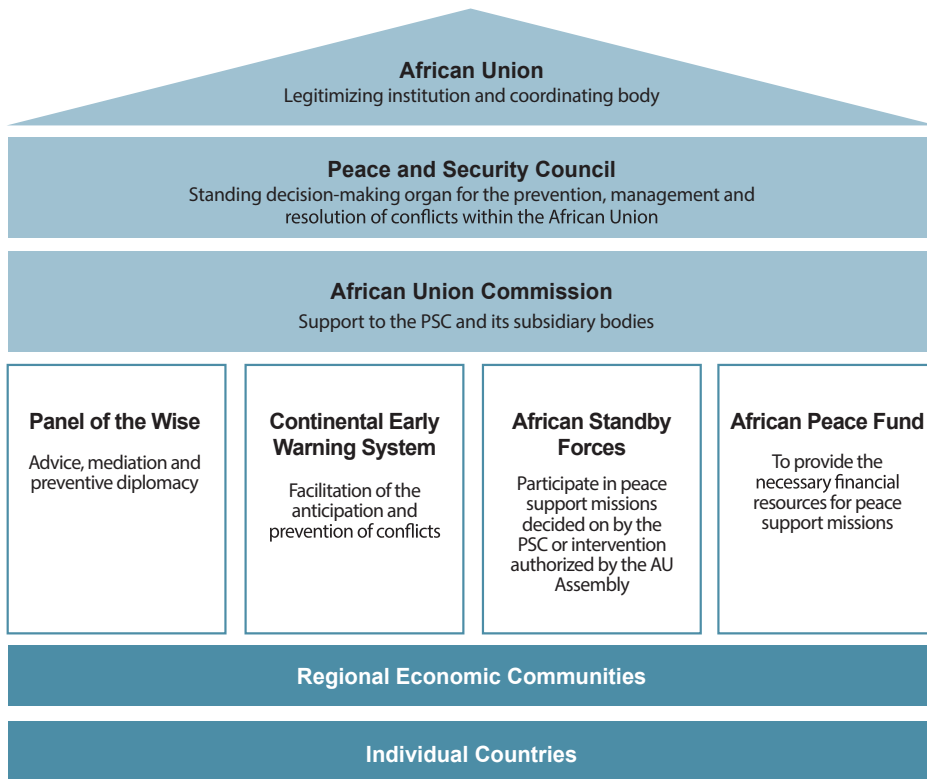 African Union
Legitimizing institution and coordinating body
Peace and Security Council
Standing decision-making organ for the prevention, management and
resolution of conflicts within the African Union
African Union Commission
Support to the PSC and its subsidiary bodies
Panel of the Wise
Advice, mediation and
preventive diplomacy
Continental Early
Warning System
Facilitation of the
anticipation and
prevention of conflicts
African Standby
Forces
Participate in peace
support missions
decided on by the
PSC or intervention
authorized by the AU
Assembly
African Peace Fund
To provide the
necessary financial
resources for peace
support missions
Regional Economic Communities
Individual Countries